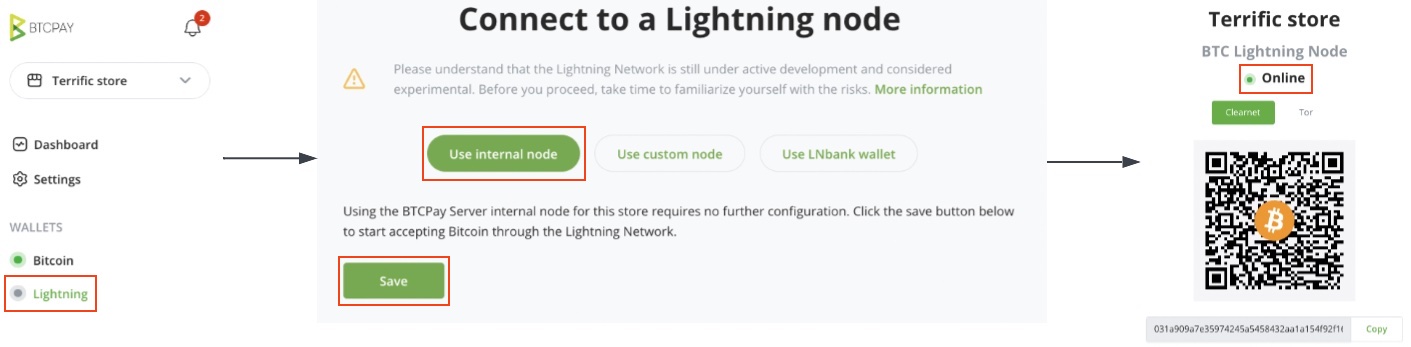 BTCPAY
2
Terrific store
Dashboard
Settings
WALLETS
Bitcoin
Lightning
Connect to a Lightning node
Please understand that the Lightning Network is still under active development and considered
experimental. Before you proceed, take time to familiarize yourself with the risks. More information
Use internal node
Use custom node
Use LNbank wallet
Using the BTCPay Server internal node for this store requires no further configuration. Click the save button below
to start accepting Bitcoin through the Lightning Network.
Save
Terrific store
BTC Lightning Node
Online
Clearnet
Tor
031a909a7e35974245a5458432aa1a154f92f1
Copy